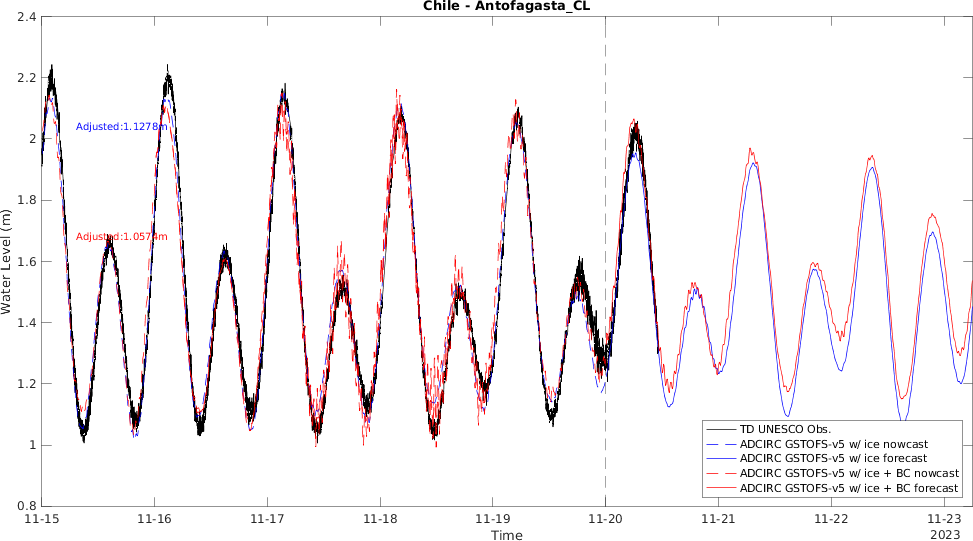 Chile - Antofagasta_CL
2.4
2.2
2
1.8
1.6
1.4
1.2
1
0.8
Water Level (m)
Adjusted:1.1278m
Adjusted:1.0574m
TD UNESCO Obs.
ADCIRC GSTOFS-v5 w/ ice nowcast
ADCIRC GSTOFS-v5 w/ ice forecast
ADCIRC GSTOFS-v5 w/ ice + BC nowcast
ADCIRC GSTOFS-v5 w/ ice + BC forecast
11-15 11-16 11-17 11-18 11-19 11-20 11-21 11-22 11-23
Time
2023